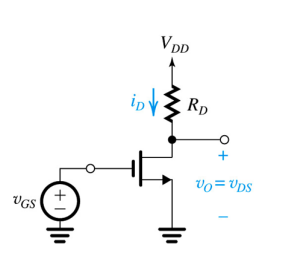 V_DD
i_D R_D
+
v_O = v_DS
v_GS + −
−